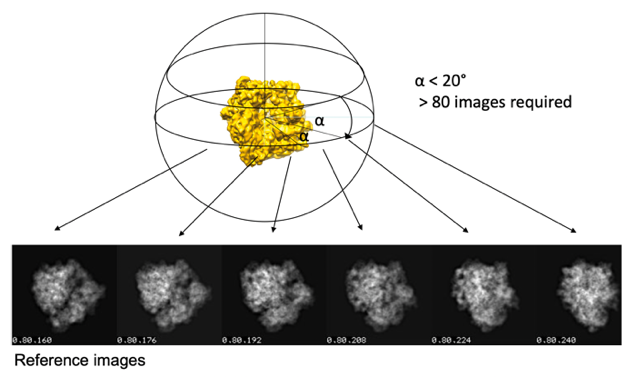 α < 20°
> 80 images required
α
α
0.80.160
0.80.176
0.80.192
0.80.208
0.80.224
0.80.240
Reference images